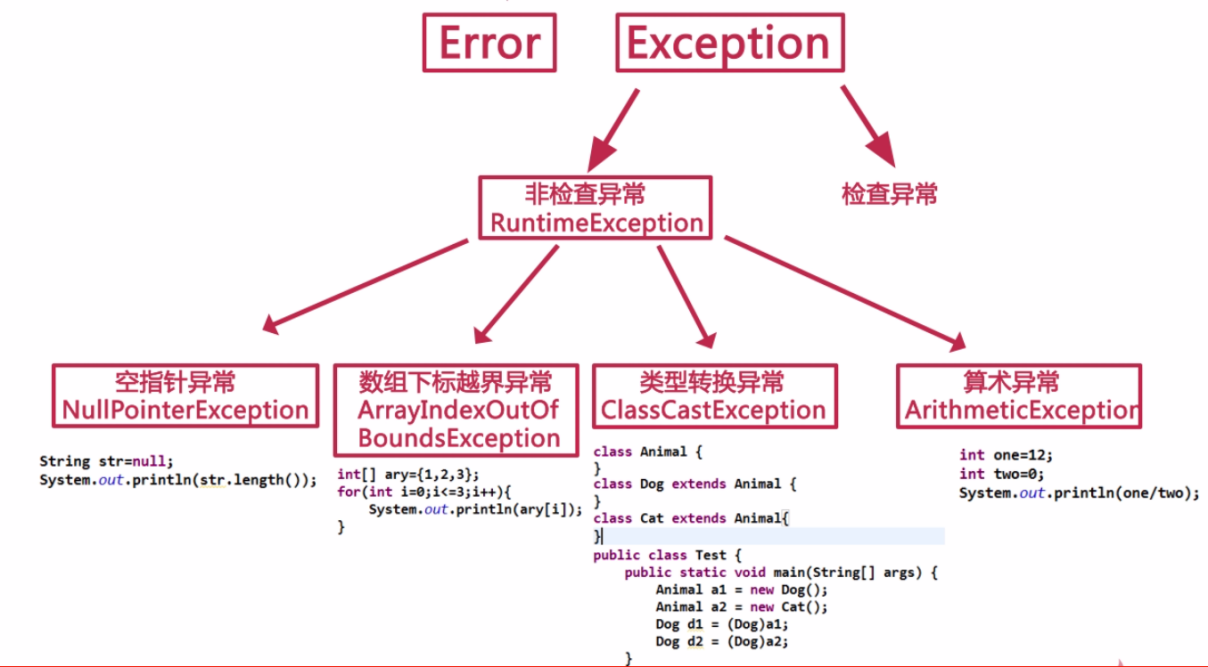 Error
Exception
非检查异常
RuntimeException
检查异常
空指针异常
NullPointerException
String str=null;
System.out.println(str.length());
数组下标越界异常
ArrayIndexOutOf
BoundsException
int[] ary={1,2,3};
for(int i=0;i<=3;i++){
System.out.println(ary[i]);
}
类型转换异常
ClassCastException
class Animal {
}
class Dog extends Animal {
}
class Cat extends Animal{
}
public class Test {
public static void main(String[] args) {
Animal a1 = new Dog();
Animal a2 = new Cat();
Dog d1 = (Dog)a1;
Dog d2 = (Dog)a2;
}
算术异常
ArithmeticException
int one=12;
int two=0;
System.out.println(one/two);